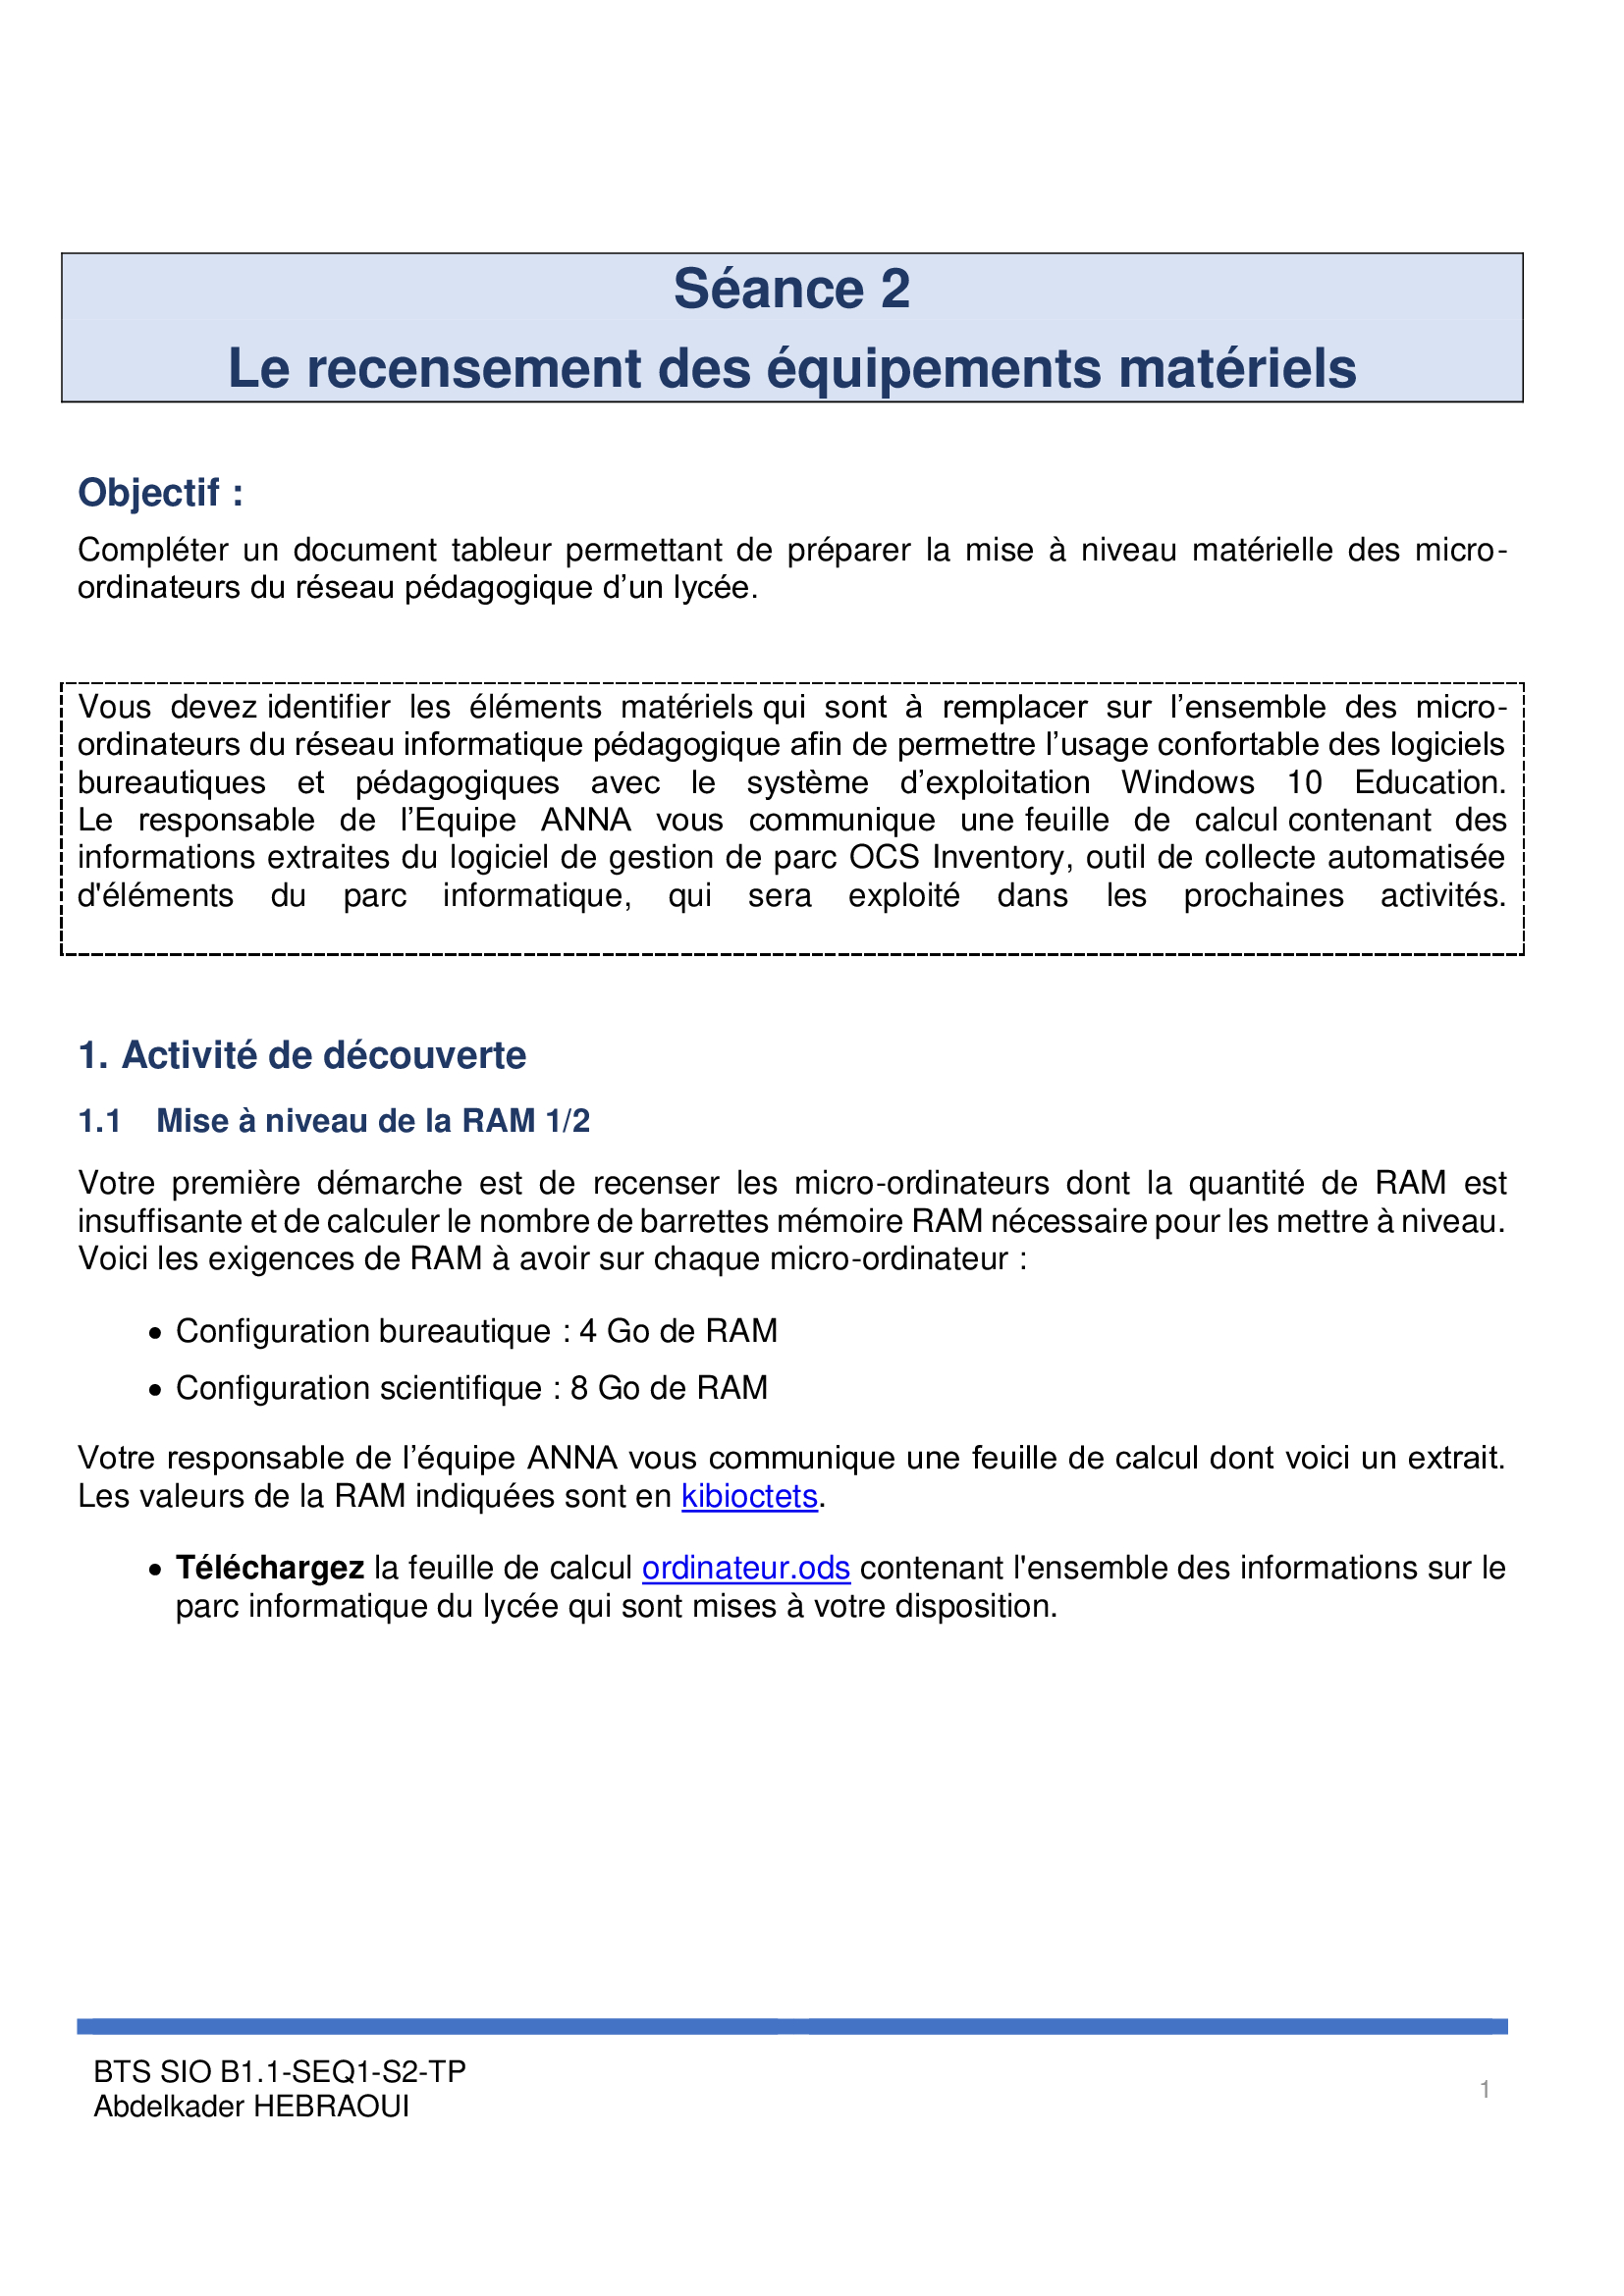 Séance 2
Le recensement des équipements matériels
Objectif :
Compléter un document tableur permettant de préparer la mise à niveau matérielle des micro-
ordinateurs du réseau pédagogique d’un lycée.
Vous devez identifier les éléments matériels qui sont à remplacer sur l’ensemble des micro-
ordinateurs du réseau informatique pédagogique afin de permettre l’usage confortable des logiciels
bureautiques et pédagogiques avec le système d’exploitation Windows 10 Education.
Le responsable de l’Equipe ANNA vous communique une feuille de calcul contenant des
informations extraites du logiciel de gestion de parc OCS Inventory, outil de collecte automatisée
d'éléments du parc informatique, qui sera exploité dans les prochaines activités.
1. Activité de découverte
1.1 Mise à niveau de la RAM 1/2
Votre première démarche est de recenser les micro-ordinateurs dont la quantité de RAM est
insuffisante et de calculer le nombre de barrettes mémoire RAM nécessaire pour les mettre à niveau.
Voici les exigences de RAM à avoir sur chaque micro-ordinateur :
• Configuration bureautique : 4 Go de RAM
• Configuration scientifique : 8 Go de RAM
Votre responsable de l’équipe ANNA vous communique une feuille de calcul dont voici un extrait.
Les valeurs de la RAM indiquées sont en kibioctets.
• Téléchargez la feuille de calcul ordinateur.ods contenant l'ensemble des informations sur le
parc informatique du lycée qui sont mises à votre disposition.
BTS SIO B1.1-SEQ1-S2-TP
Abdelkader HEBRAOUI
1